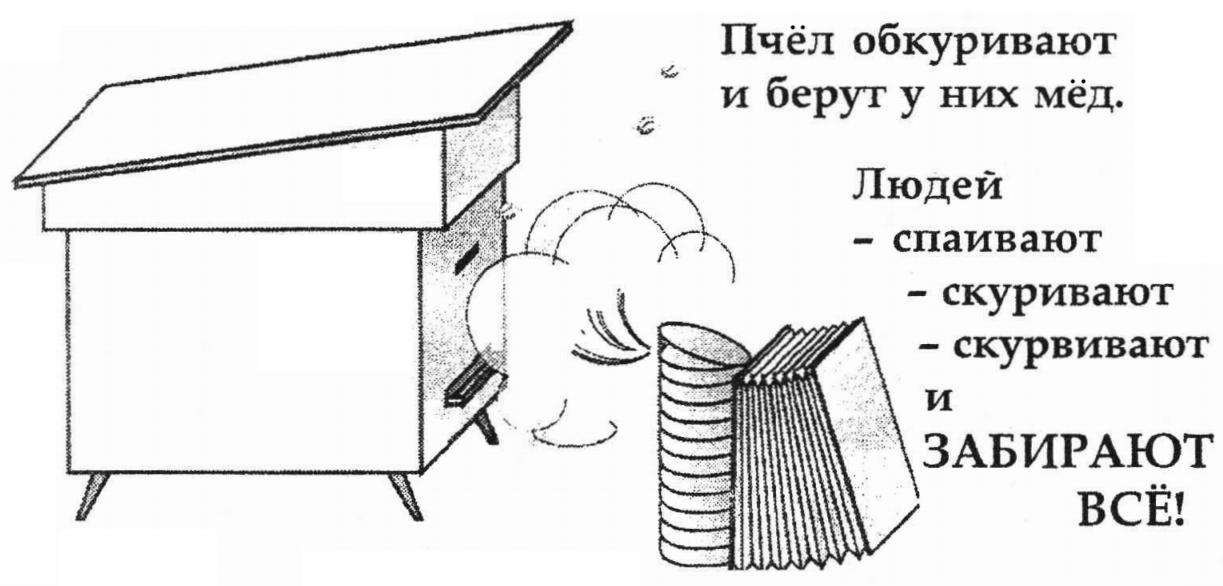 Пчёл обкуривают
и берут у них мёд.
Людей
- спаивают
- скуривают
- скурвивают
и
ЗАБИРАЮТ
ВСЁ!